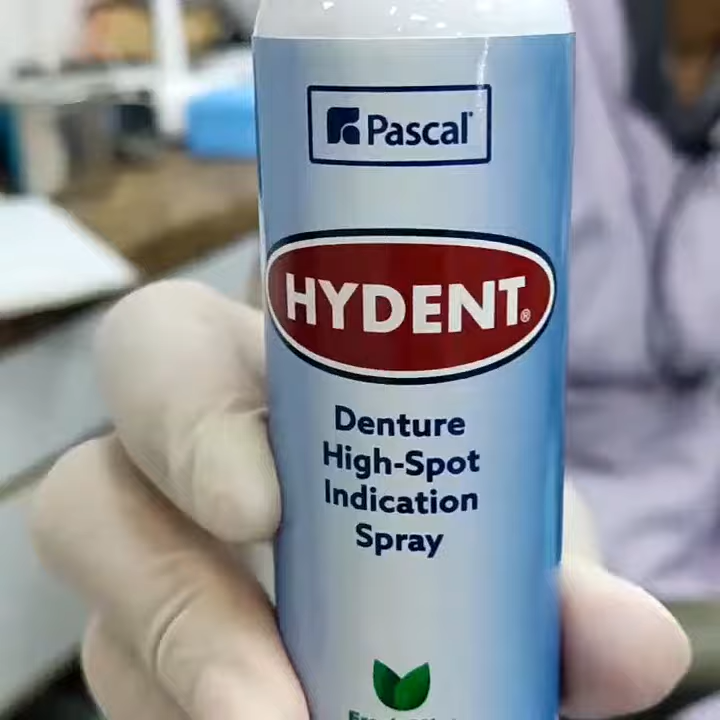 Pascal
HYDENT®
Denture
High-Spot
Indication
Spray